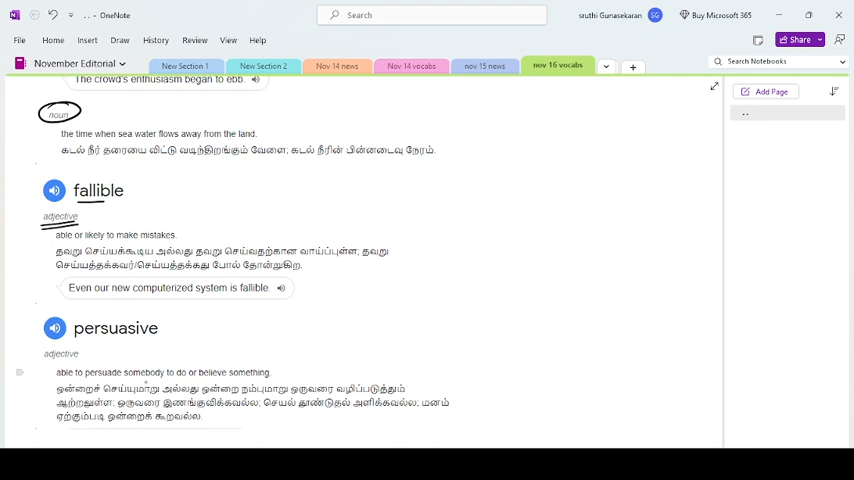 .. - OneNote
Search
sruthi Gunasekaran
SG
Buy Microsoft 365
File Home Insert Draw History Review View Help
Share
November Editorial
New Section 1 New Section 2 Nov 14 news Nov 14 vocabs nov 15 news nov 16 vocabs
Search Notebooks
Add Page
..
The crowd's enthusiasm began to ebb.
noun
the time when sea water flows away from the land.
கடல் நீர் தரையை விட்டு வடிந்திறங்கும் வேளை; கடல் நீரின் பின்னடைவு நேரம்.
fallible
adjective
able or likely to make mistakes.
தவறு செய்யக்கூடிய அல்லது தவறு செய்வதற்கான வாய்ப்புள்ள; தவறு
செய்யத்தக்கவர்/செய்யத்தக்கது போல் தோன்றுகிற.
Even our new computerized system is fallible.
persuasive
adjective
able to persuade somebody to do or believe something.
ஒன்றைச் செய்யுமாறு அல்லது ஒன்றை நம்புமாறு ஒருவரை வழிப்படுத்தும்
ஆற்றலுள்ள; ஒருவரை இணங்குவிக்கவல்ல; செயல் தூண்டுதல் அளிக்கவல்ல; மனம்
ஏற்கும்படி ஒன்றைக் கூறவல்ல.